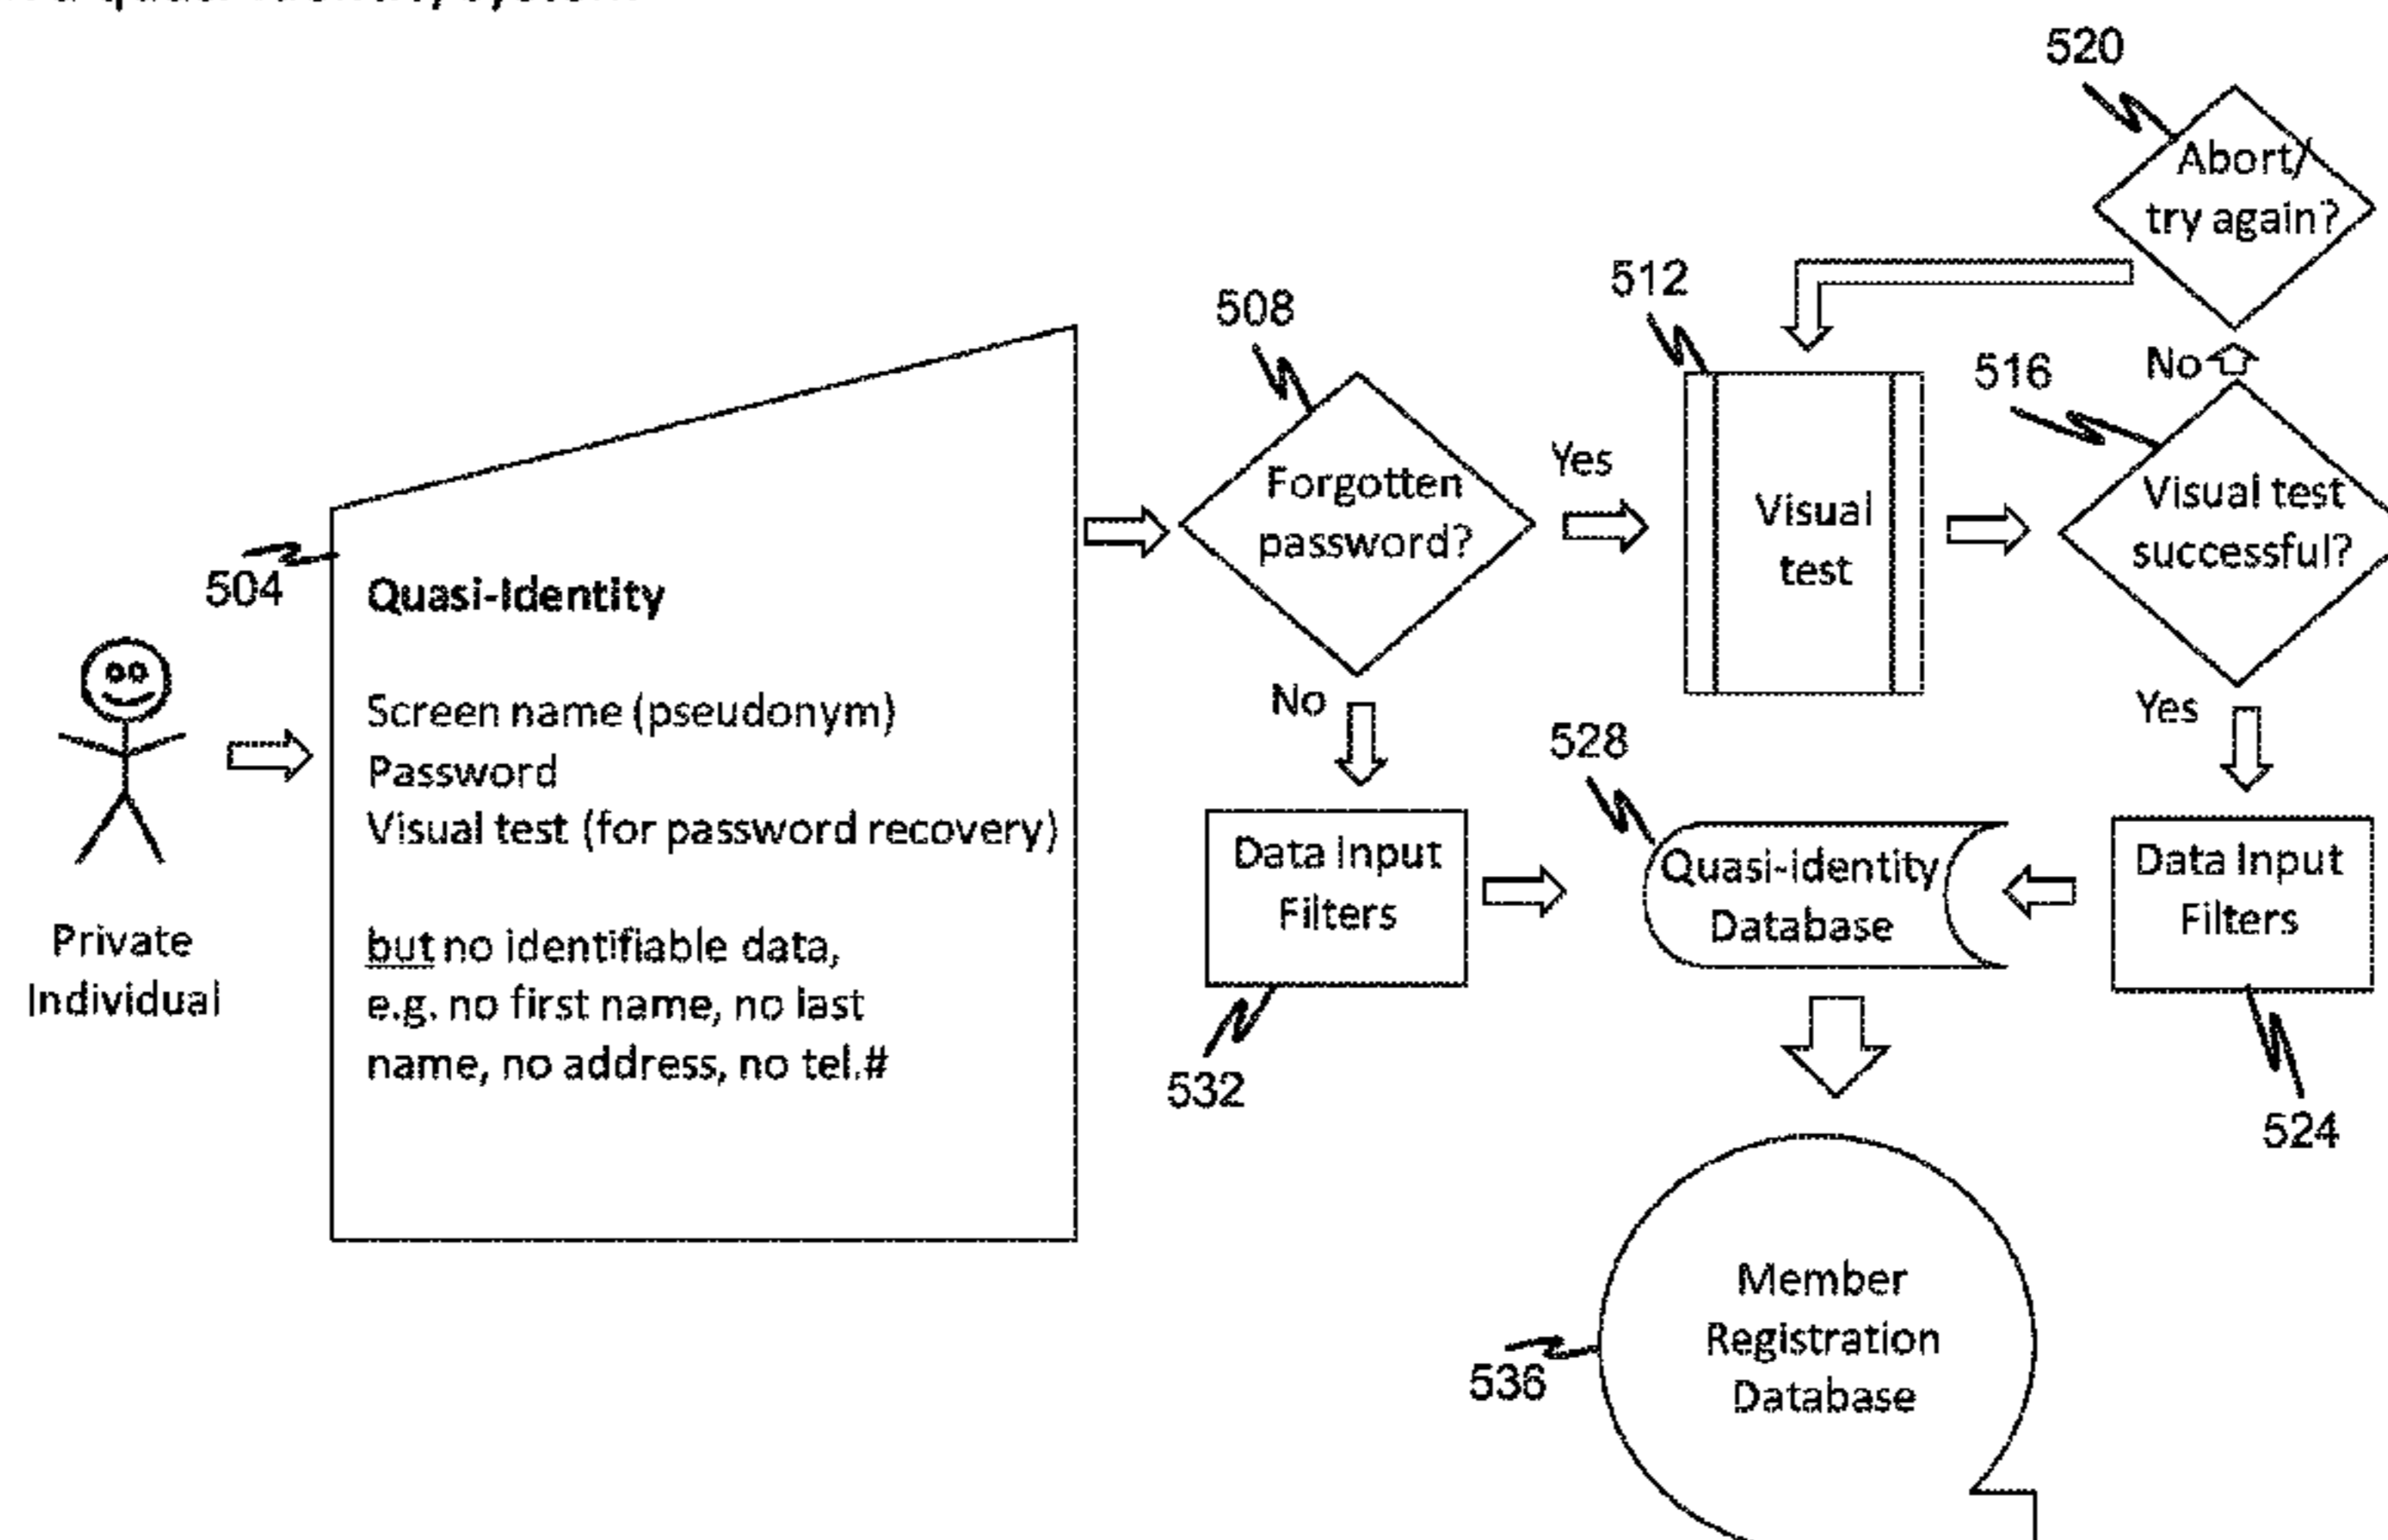 520
Abort/
try again?
512
508
No
516
Forgotten
password?
Yes
Visual
test
Visual test
successful?
504
Quasi-Identity
Screen name (pseudonym)
Password
Visual test (for password recovery)
but no identifiable data,
e.g. no first name, no last
name, no address, no tel.#
Private
Individual
No
Yes
528
Data Input
Filters
Quasi-identity
Database
Data Input
Filters
532
524
Member
Registration
Database
536